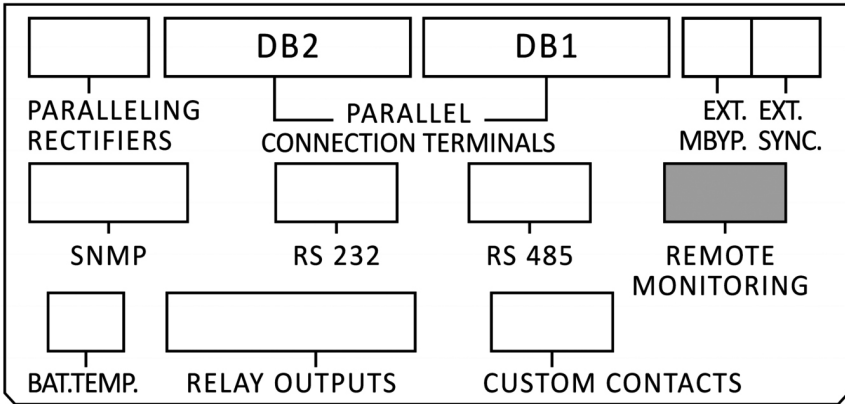 DB2 DB1
PARALLELING
RECTIFIERS
PARALLEL
CONNECTION TERMINALS
EXT. EXT.
MBYP. SYNC.
SNMP RS 232 RS 485 REMOTE
MONITORING
BAT.TEMP. RELAY OUTPUTS CUSTOM CONTACTS